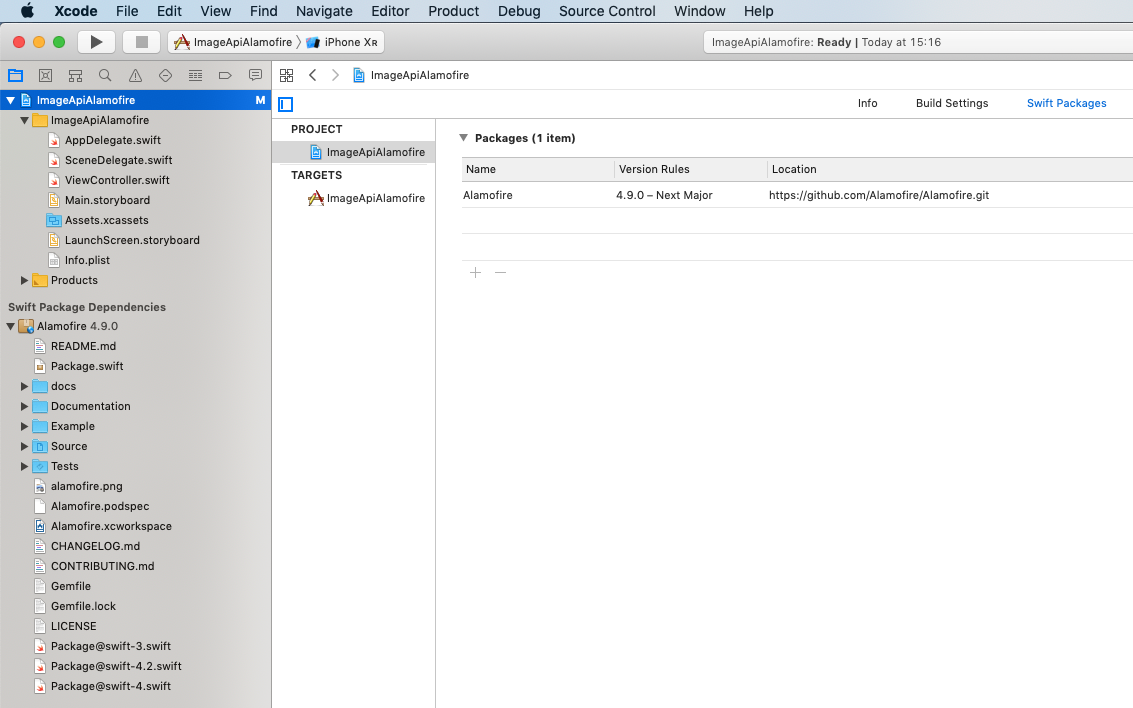 Xcode File Edit View Find Navigate Editor Product Debug Source Control Window Help
ImageApiAlamofire iPhone XR
ImageApiAlamofire: Ready | Today at 15:16
ImageApiAlamofire M
ImageApiAlamofire
AppDelegate.swift
SceneDelegate.swift
ViewController.swift
Main.storyboard
Assets.xcassets
LaunchScreen.storyboard
Info.plist
Products
Swift Package Dependencies
Alamofire 4.9.0
README.md
Package.swift
docs
Documentation
Example
Source
Tests
alamofire.png
Alamofire.podspec
Alamofire.xcworkspace
CHANGELOG.md
CONTRIBUTING.md
Gemfile
Gemfile.lock
LICENSE
Package@swift-3.swift
Package@swift-4.2.swift
Package@swift-4.swift
ImageApiAlamofire
Info Build Settings Swift Packages
PROJECT
ImageApiAlamofire
TARGETS
ImageApiAlamofire
Packages (1 item)
Name Version Rules Location
Alamofire 4.9.0 – Next Major https://github.com/Alamofire/Alamofire.git